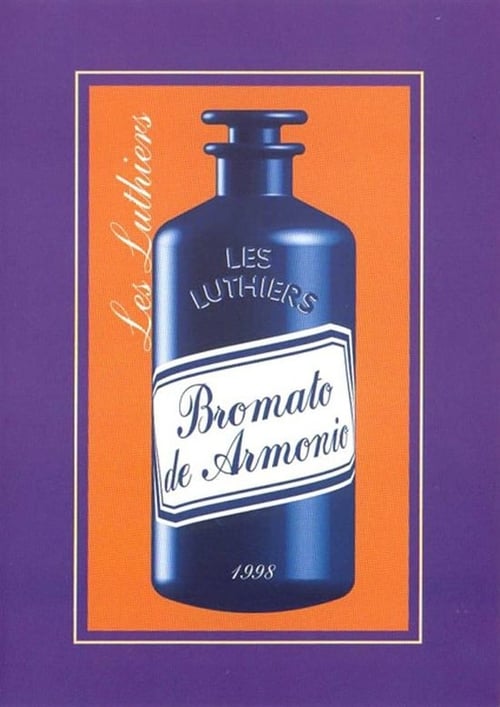 Les Luthiers
LES
LUTHIERS
Bromato
de Armonio
1998